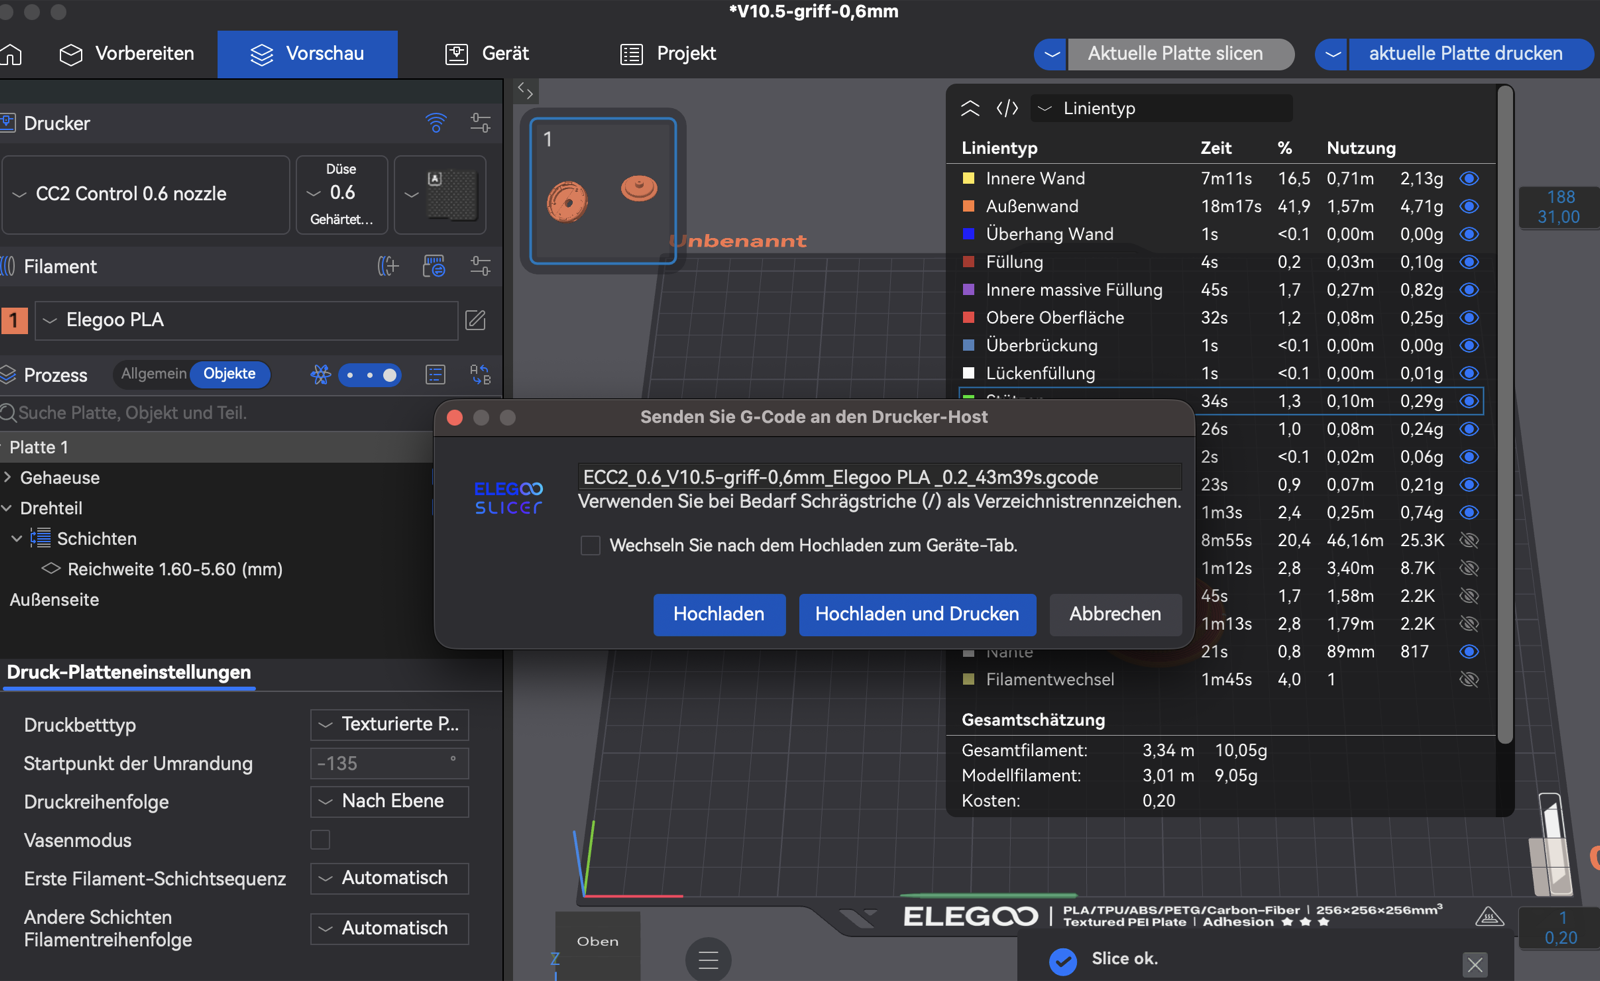 *V10.5-griff-0,6mm
Vorbereiten
Vorschau
Gerät
Projekt
Aktuelle Platte slicen
aktuelle Platte drucken
Drucker
CC2 Control 0.6 nozzle
Düse
0.6
Gehärtet...
A
Filament
1
Elegoo PLA
Prozess
Allgemein
Objekte
Suche Platte, Objekt und Teil.
Platte 1
Gehaeuse
Drehteil
Schichten
Reichweite 1.60-5.60 (mm)
Außenseite
Druck-Platteneinstellungen
Druckbetttyp
Texturierte P...
Startpunkt der Umrandung
-135
°
Druckreihenfolge
Nach Ebene
Vasenmodus
Erste Filament-Schichtsequenz
Automatisch
Andere Schichten
Filamentreihenfolge
Automatisch
1
Unbenannt
Linientyp
Linientyp Zeit % Nutzung
Innere Wand 7m11s 16,5 0,71m 2,13g
Außenwand 18m17s 41,9 1,57m 4,71g
Überhang Wand 1s <0.1 0,00m 0,00g
Füllung 4s 0,2 0,03m 0,10g
Innere massive Füllung 45s 1,7 0,27m 0,82g
Obere Oberfläche 32s 1,2 0,08m 0,25g
Überbrückung 1s <0.1 0,00m 0,00g
Lückenfüllung 1s <0.1 0,00m 0,01g
34s 1,3 0,10m 0,29g
26s 1,0 0,08m 0,24g
2s <0.1 0,02m 0,06g
23s 0,9 0,07m 0,21g
1m3s 2,4 0,25m 0,74g
8m55s 20,4 46,16m 25.3K
1m12s 2,8 3,40m 8.7K
45s 1,7 1,58m 2.2K
1m13s 2,8 1,79m 2.2K
Nähte 21s 0,8 89mm 817
Filamentwechsel 1m45s 4,0 1
Gesamtschätzung
Gesamtfilament: 3,34 m 10,05g
Modellfilament: 3,01 m 9,05g
Kosten: 0,20
188
31,00
Senden Sie G-Code an den Drucker-Host
ELEGOO
SLICER
ECC2_0.6_V10.5-griff-0,6mm_Elegoo PLA _0.2_43m39s.gcode
Verwenden Sie bei Bedarf Schrägstriche (/) als Verzeichnistrennzeichen.
Wechseln Sie nach dem Hochladen zum Geräte-Tab.
Hochladen
Hochladen und Drucken
Abbrechen
ELEGOO
PLA/TPU/ABS/PETG/Carbon-Fiber | 256×256×256mm³
Textured PEI Plate | Adhesion ★ ★ ★
1
0,20
Oben
Z
Slice ok.